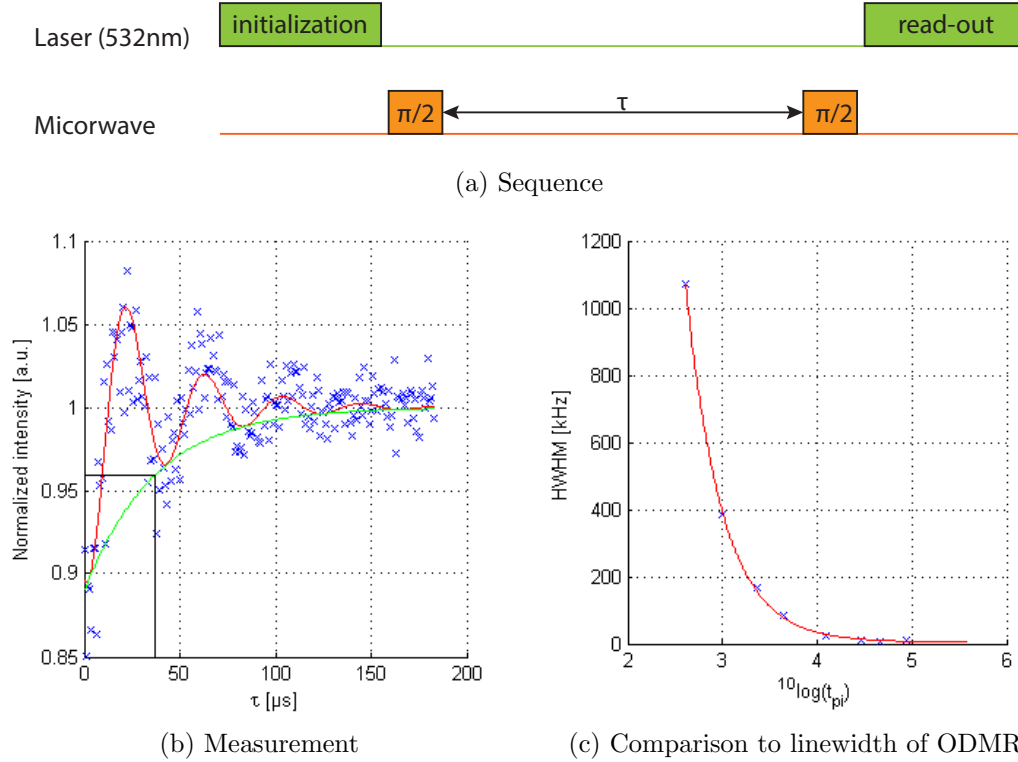 Laser (532nm) initialization read-out
Micorwave π/2 τ π/2
(a) Sequence
1.1
1.05
1
0.95
0.9
0.85
0 50 100 150 200
Normalized intensity [a.u.]
τ [µs]
(b) Measurement
1200
1000
800
600
400
200
0
2 3 4 5 6
HWHM [kHz]
¹⁰log(t_pi)
(c) Comparison to linewidth of ODMR